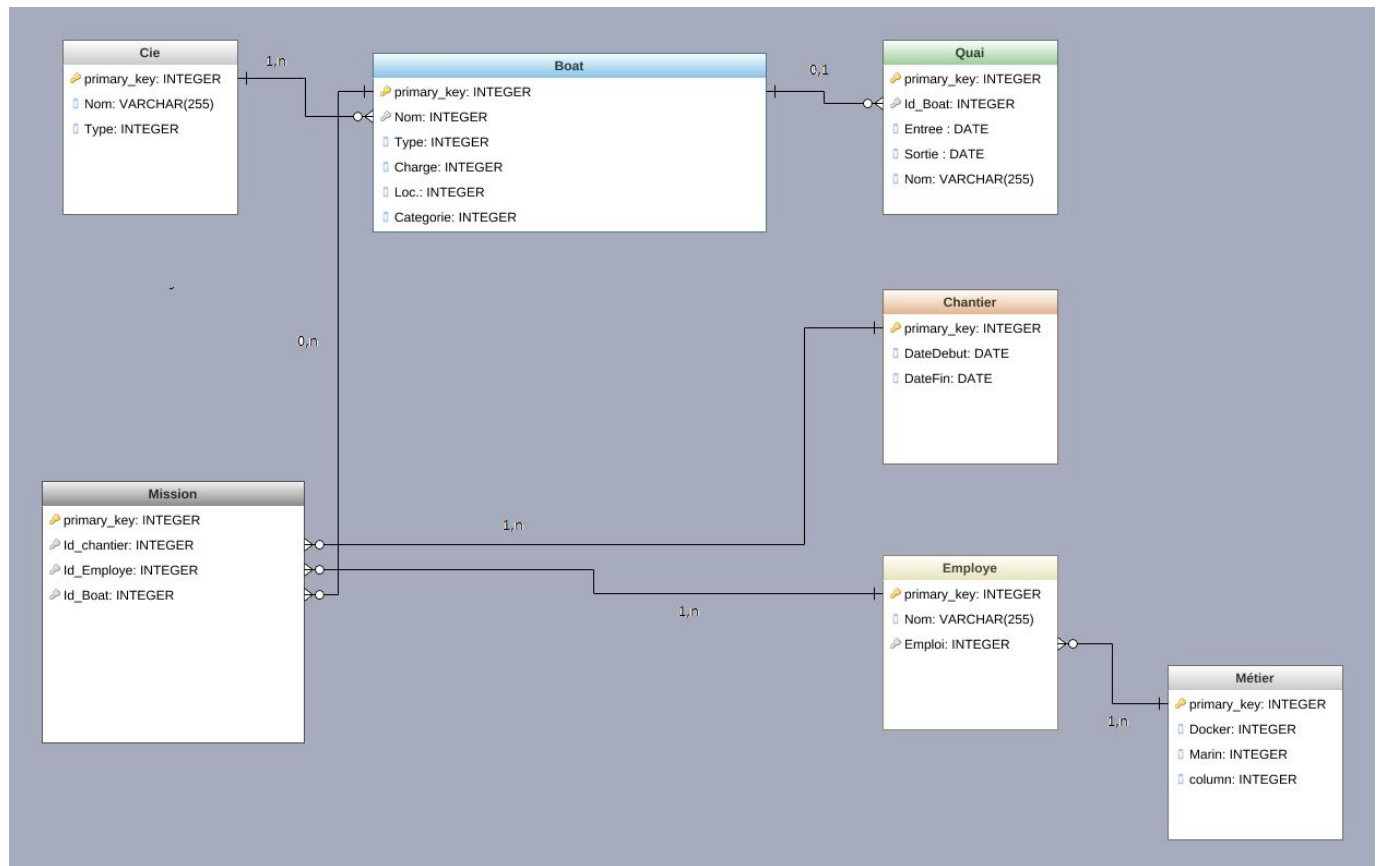 Cie
primary_key: INTEGER
Nom: VARCHAR(255)
Type: INTEGER
1,n
Boat
primary_key: INTEGER
Nom: INTEGER
Type: INTEGER
Charge: INTEGER
Loc.: INTEGER
Categorie: INTEGER
0,1
Quai
primary_key: INTEGER
Id_Boat: INTEGER
Entree : DATE
Sortie : DATE
Nom: VARCHAR(255)
Chantier
primary_key: INTEGER
DateDebut: DATE
DateFin: DATE
0,n
Mission
primary_key: INTEGER
Id_chantier: INTEGER
Id_Employe: INTEGER
Id_Boat: INTEGER
1,n
1,n
Employe
primary_key: INTEGER
Nom: VARCHAR(255)
Emploi: INTEGER
1,n
Métier
primary_key: INTEGER
Docker: INTEGER
Marin: INTEGER
column: INTEGER